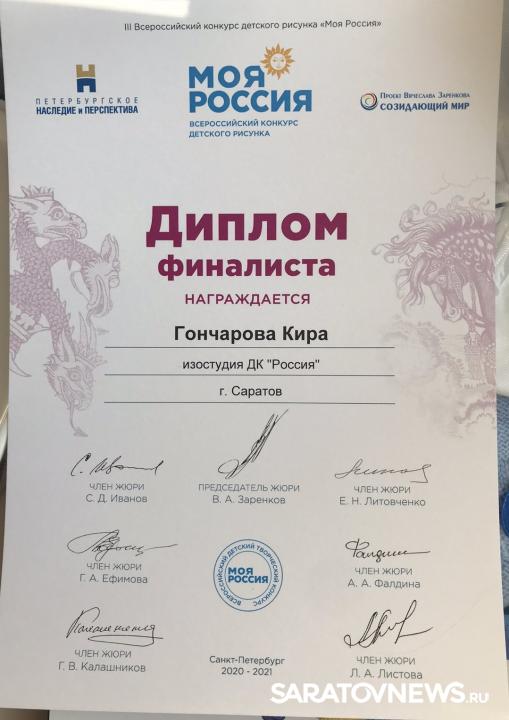 III Всероссийский конкурс детского рисунка «Моя Россия»
ПЕТЕРБУРГСКОЕ
НАСЛЕДИЕ и ПЕРСПЕКТИВА
МОЯ
РОССИЯ
ВСЕРОССИЙСКИЙ КОНКУРС
ДЕТСКОГО РИСУНКА
ПРОЕКТ ВЯЧЕСЛАВА ЗАРЕНКОВА
СОЗИДАЮЩИЙ МИР
ДИПЛОМ
ФИНАЛИСТА
НАГРАЖДАЕТСЯ
Гончарова Кира
изостудия ДК "Россия"
г. Саратов
ЧЛЕН ЖЮРИ
С. Д. Иванов
ПРЕДСЕДАТЕЛЬ ЖЮРИ
В. А. Заренков
ЧЛЕН ЖЮРИ
Е. Н. Литовченко
ЧЛЕН ЖЮРИ
Г. А. Ефимова
ВСЕРОССИЙСКИЙ ДЕТСКИЙ ТВОРЧЕСКИЙ КОНКУРС
МОЯ
РОССИЯ
ЧЛЕН ЖЮРИ
А. А. Фалдина
ЧЛЕН ЖЮРИ
Г. В. Калашников
Санкт-Петербург
2020 - 2021
ЧЛЕН ЖЮРИ
Л. А. Листова
SARATOVNEWS.RU